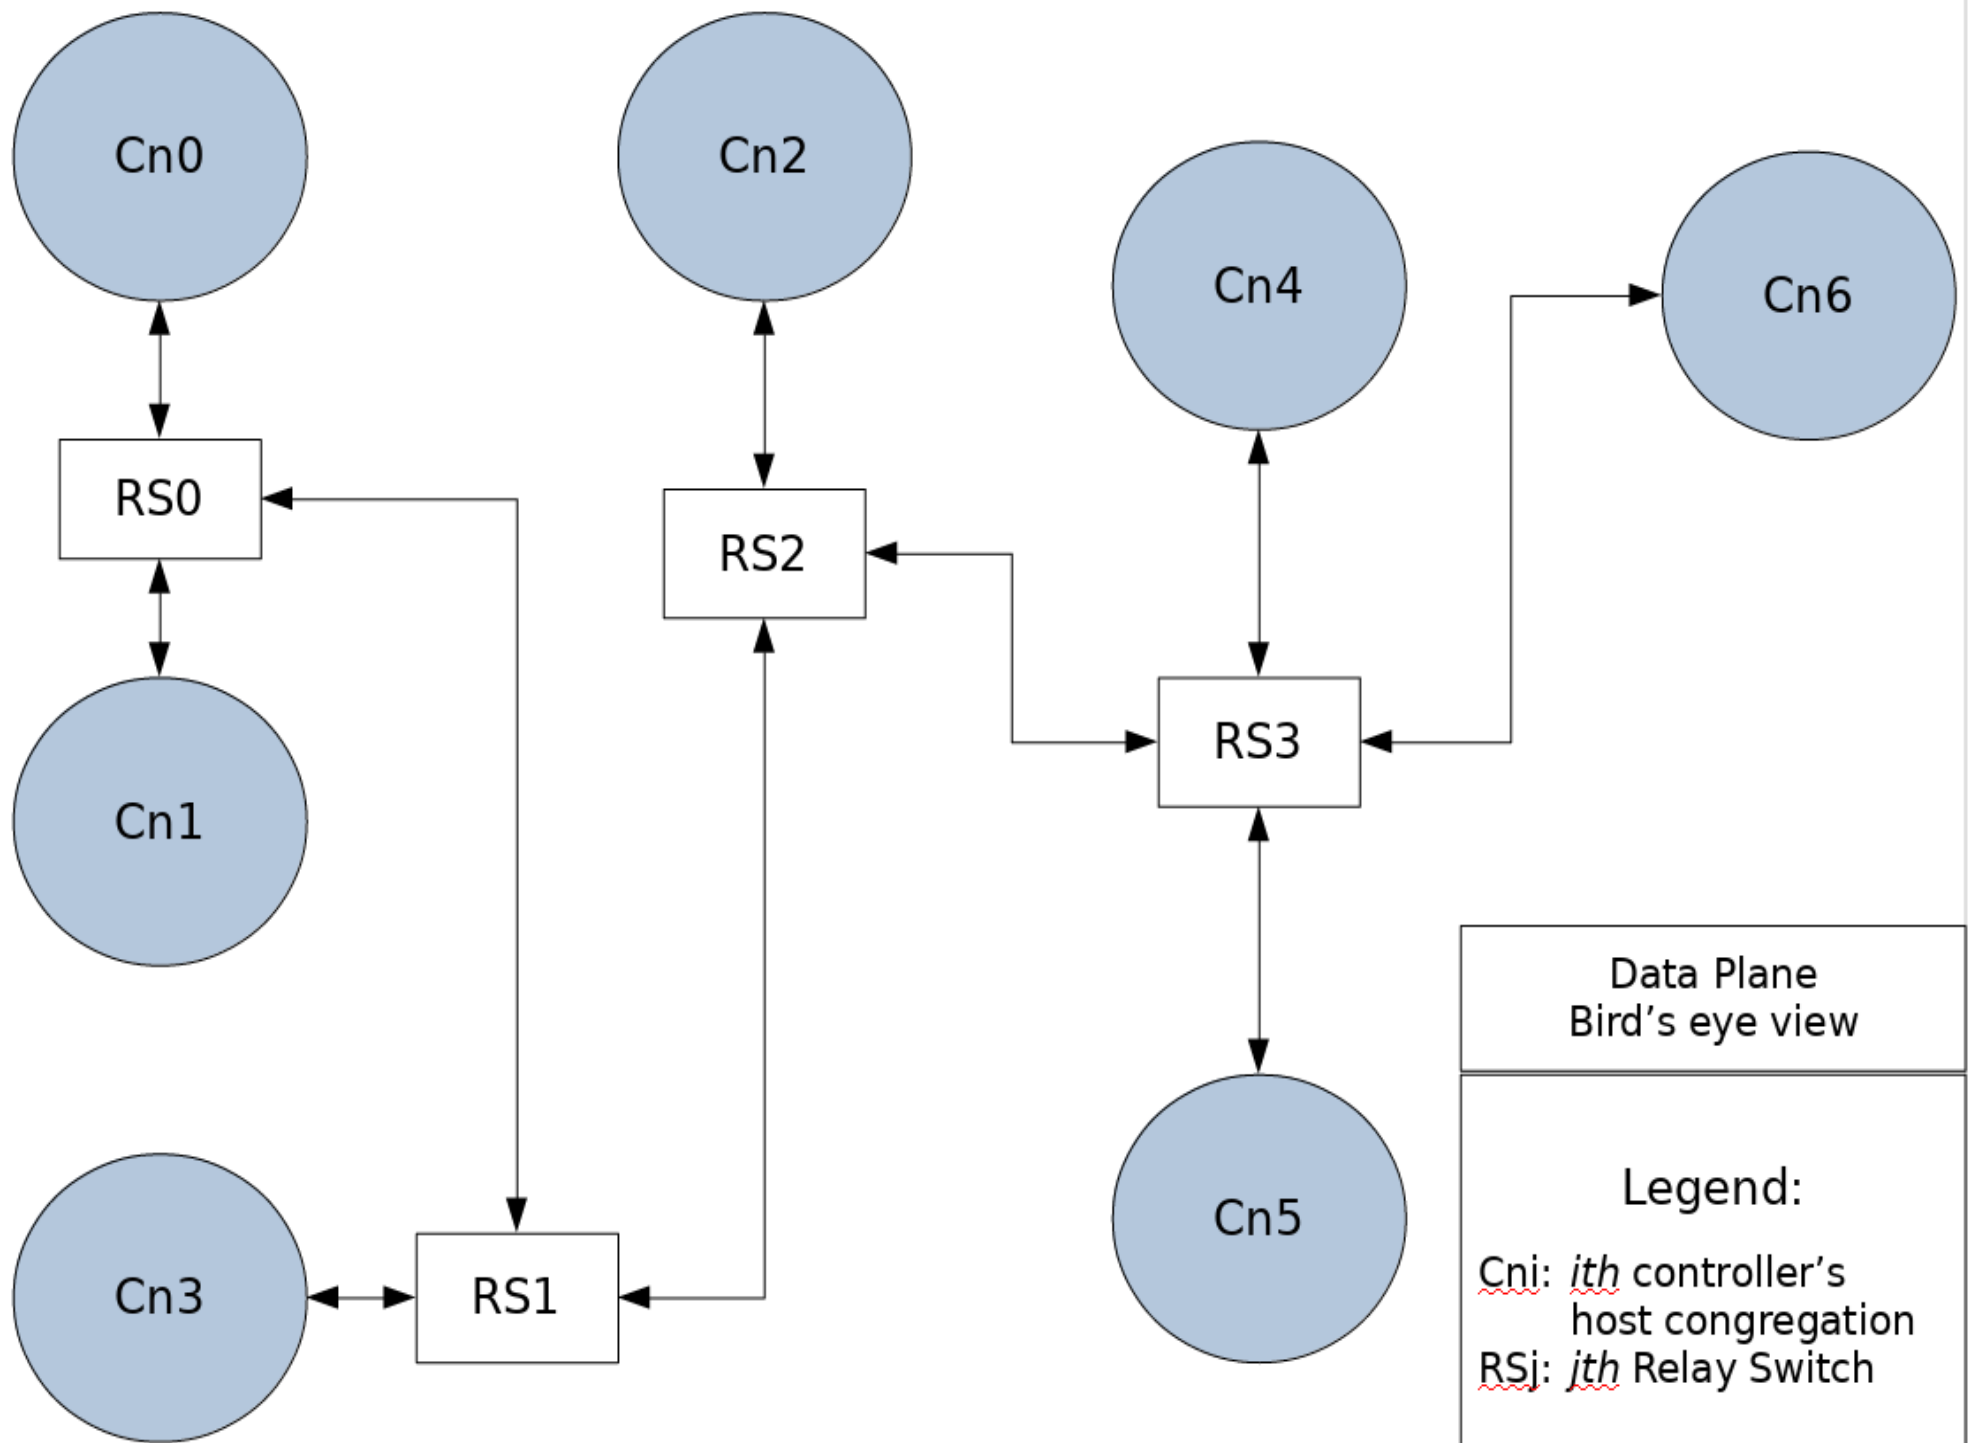 Cn0
Cn2
Cn4
Cn6
RS0
RS2
RS3
Cn1
Cn3
RS1
Cn5
Data Plane
Bird’s eye view
Legend:
Cni: ith controller’s
host congregation
RSj: jth Relay Switch